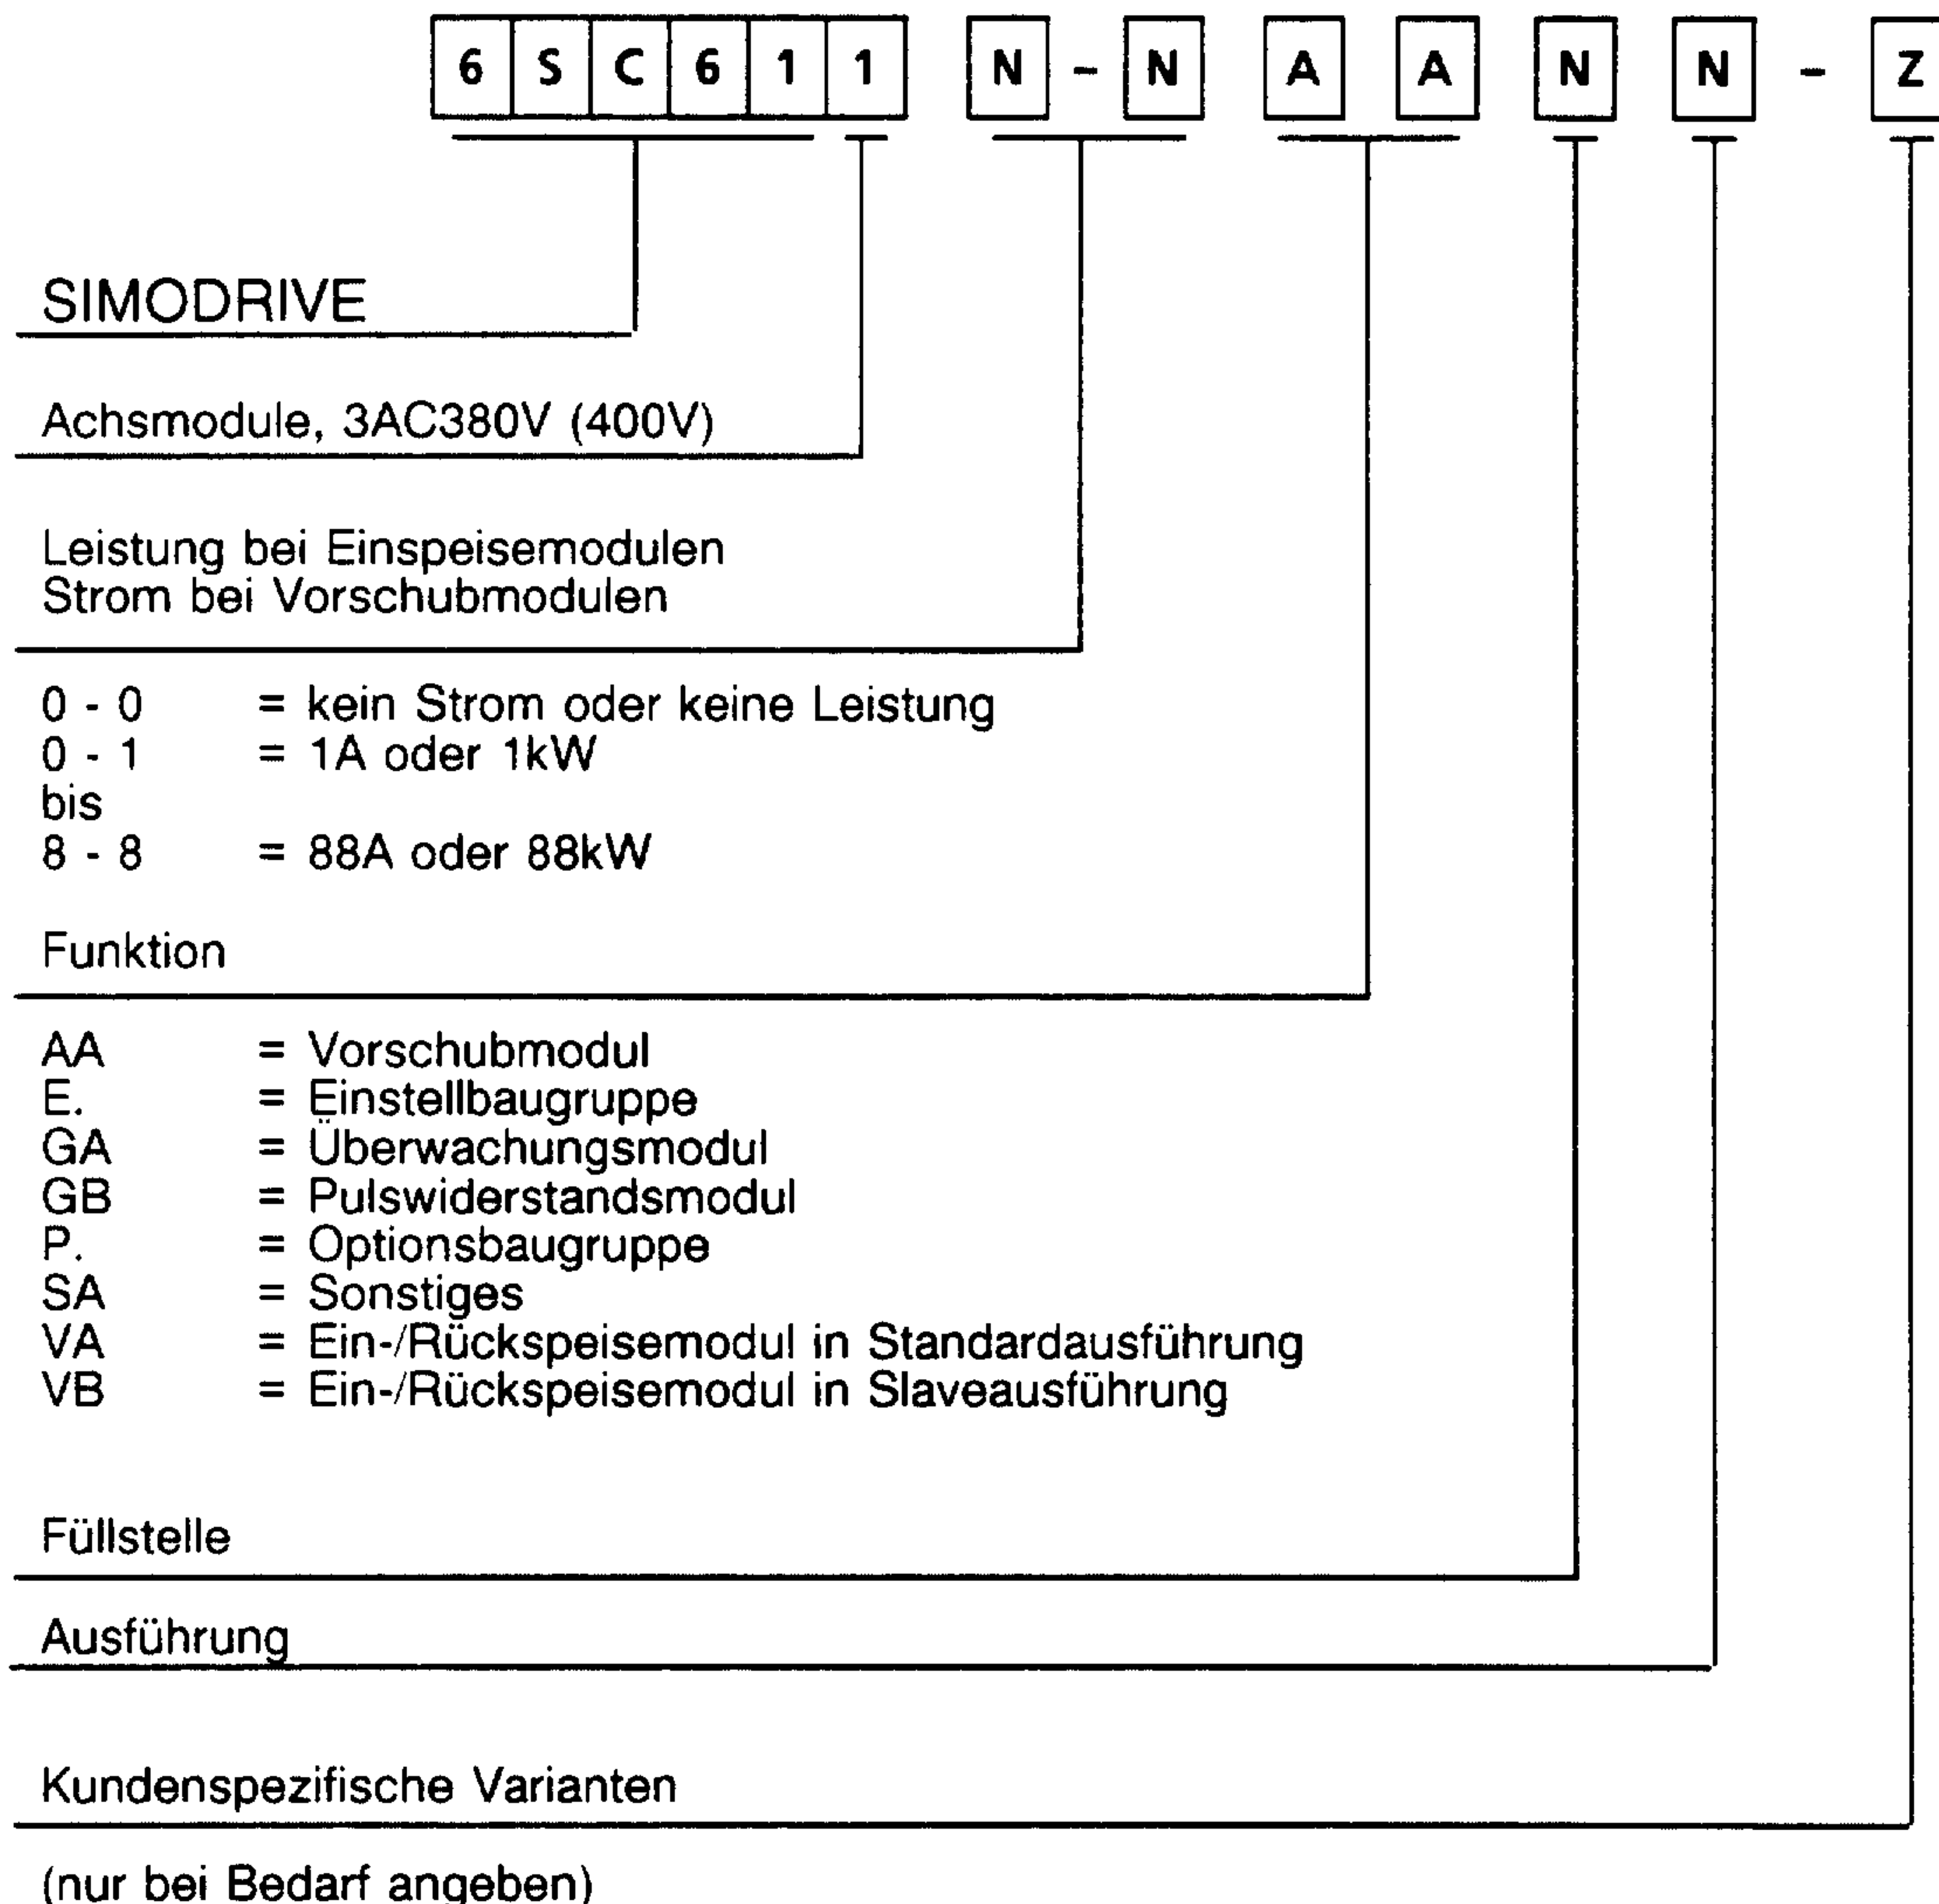 6 S C 6 1 1 N - N A A N N - Z
SIMODRIVE
Achsmodule, 3AC380V (400V)
Leistung bei Einspeisemodulen
Strom bei Vorschubmodulen
0 - 0 = kein Strom oder keine Leistung
0 - 1 = 1A oder 1kW
bis
8 - 8 = 88A oder 88kW
Funktion
AA = Vorschubmodul
E. = Einstellbaugruppe
GA = Überwachungsmodul
GB = Pulswiderstandsmodul
P. = Optionsbaugruppe
SA = Sonstiges
VA = Ein-/Rückspeisemodul in Standardausführung
VB = Ein-/Rückspeisemodul in Slaveausführung
Füllstelle
Ausführung
Kundenspezifische Varianten
(nur bei Bedarf angeben)